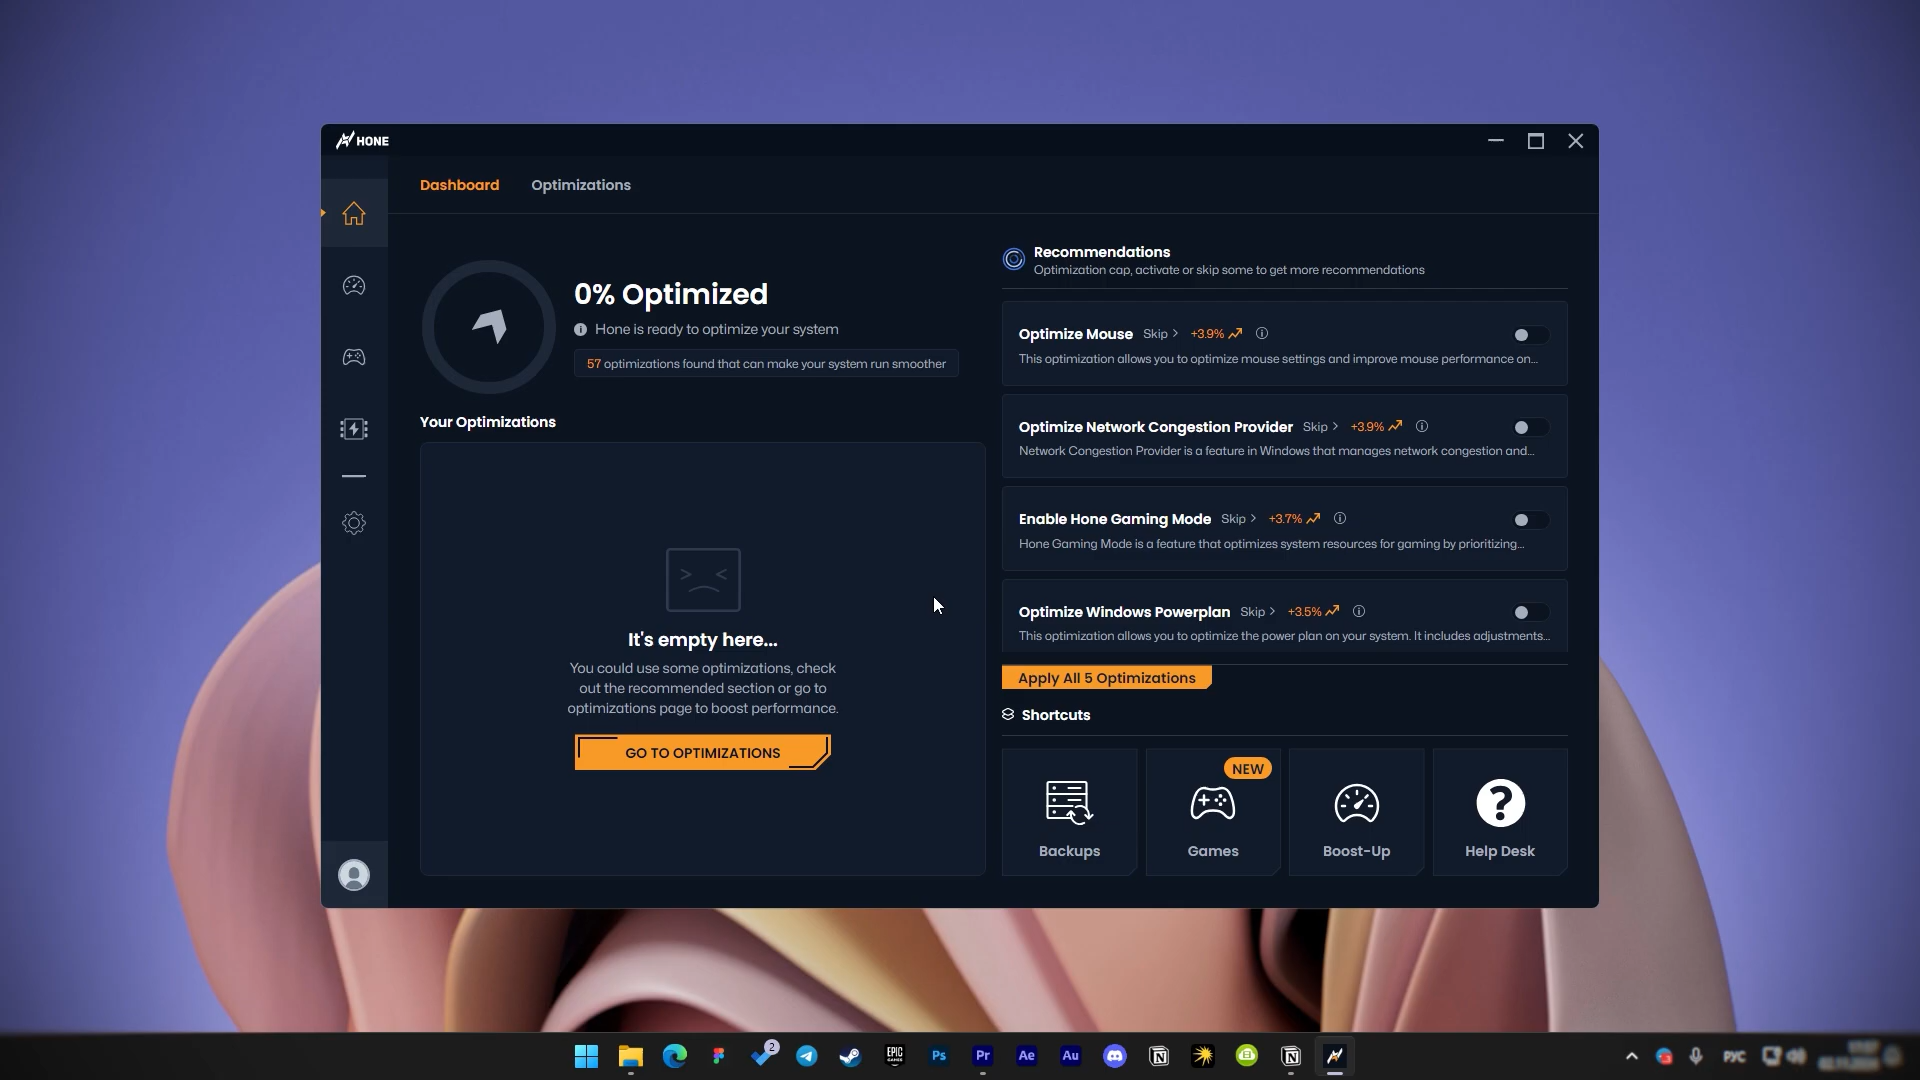 HONE
Dashboard
Optimizations
0% Optimized
Hone is ready to optimize your system
57 optimizations found that can make your system run smoother
Your Optimizations
It's empty here...
You could use some optimizations, check
out the recommended section or go to
optimizations page to boost performance.
GO TO OPTIMIZATIONS
Recommendations
Optimization cap, activate or skip some to get more recommendations
Optimize Mouse Skip > +3.9%
This optimization allows you to optimize mouse settings and improve mouse performance on...
Optimize Network Congestion Provider Skip > +3.9%
Network Congestion Provider is a feature in Windows that manages network congestion and...
Enable Hone Gaming Mode Skip > +3.7%
Hone Gaming Mode is a feature that optimizes system resources for gaming by prioritizing...
Optimize Windows Powerplan Skip > +3.5%
This optimization allows you to optimize the power plan on your system. It includes adjustments...
Apply All 5 Optimizations
Shortcuts
NEW
Backups
Games
Boost-Up
Help Desk
2
EPIC
GAMES
Ps
Pr
Ae
Au
РУС